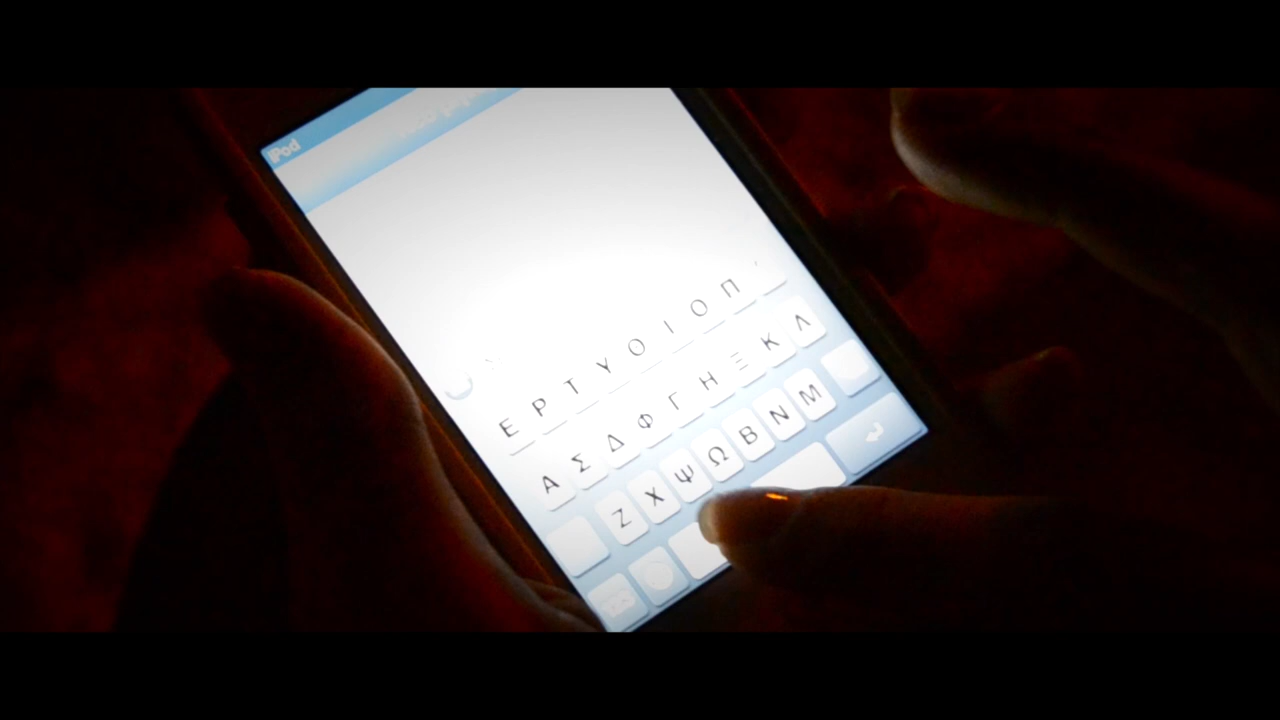 iPod
Ε Ρ Τ Υ Θ Ι Ο Π
Α Σ Δ Φ Γ Η Ξ Κ Λ
Ζ Χ Ψ Ω Β Ν Μ